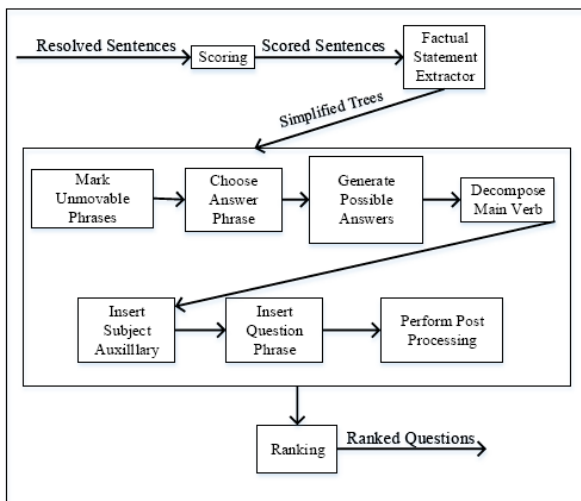 Resolved Sentences
Scoring
Scored Sentences
Factual
Statement
Extractor
Simplified Trees
Mark
Unmovable
Phrases
Choose
Answer
Phrase
Generate
Possible
Answers
Decompose
Main Verb
Insert
Subject
Auxilllary
Insert
Question
Phrase
Perform Post
Processing
Ranking
Ranked Questions